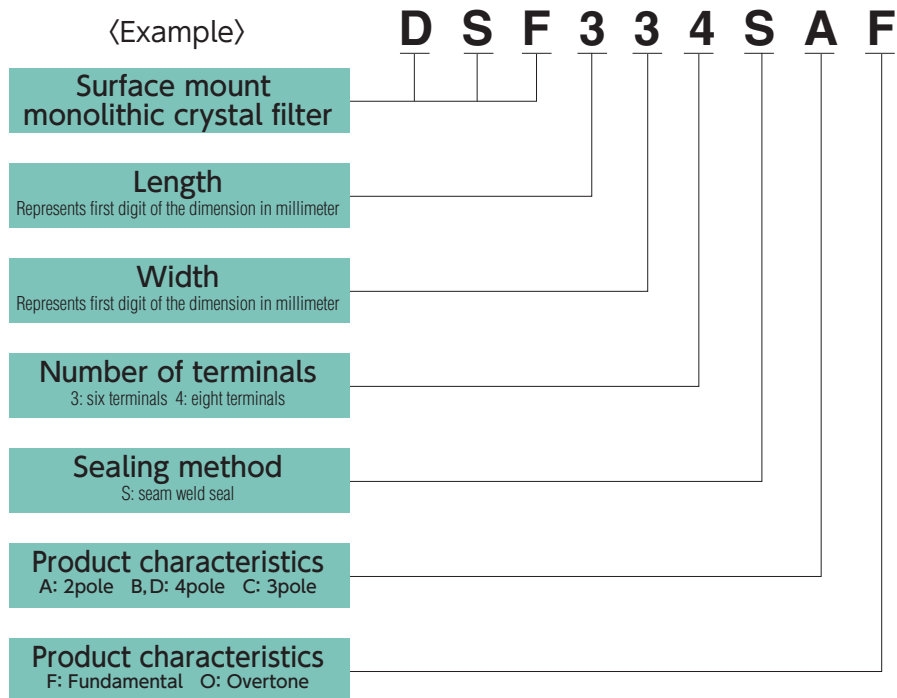 〈Example〉 D S F 3 3 4 S A F
Surface mount
monolithic crystal filter
Length
Represents first digit of the dimension in millimeter
Width
Represents first digit of the dimension in millimeter
Number of terminals
3: six terminals 4: eight terminals
Sealing method
S: seam weld seal
Product characteristics
A: 2pole B,D: 4pole C: 3pole
Product characteristics
F: Fundamental O: Overtone